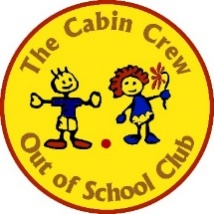 The Cabin Crew
Out of School Club